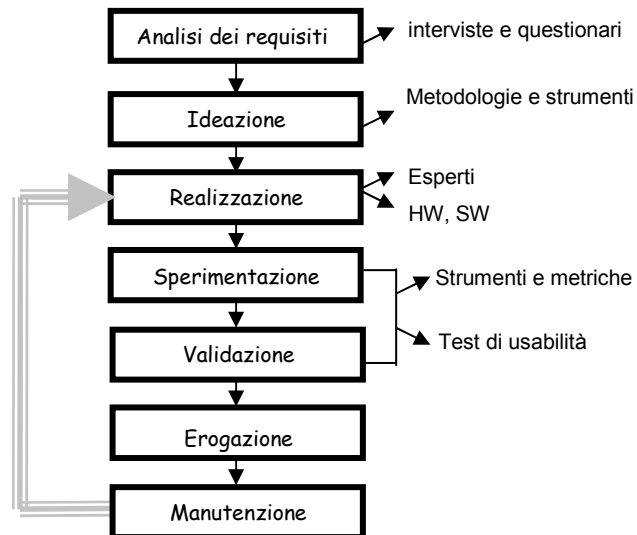 Analisi dei requisiti
interviste e questionari
Ideazione
Metodologie e strumenti
Realizzazione
Esperti
HW, SW
Sperimentazione
Strumenti e metriche
Validazione
Test di usabilità
Erogazione
Manutenzione